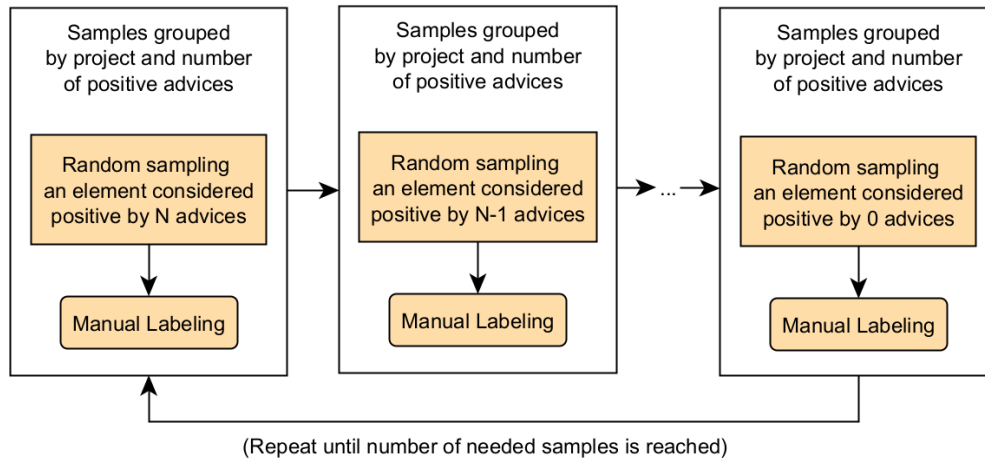 Samples grouped
by project and number
of positive advices
Random sampling
an element considered
positive by N advices
Manual Labeling
Samples grouped
by project and number
of positive advices
Random sampling
an element considered
positive by N-1 advices
Manual Labeling
...
Samples grouped
by project and number
of positive advices
Random sampling
an element considered
positive by 0 advices
Manual Labeling
(Repeat until number of needed samples is reached)